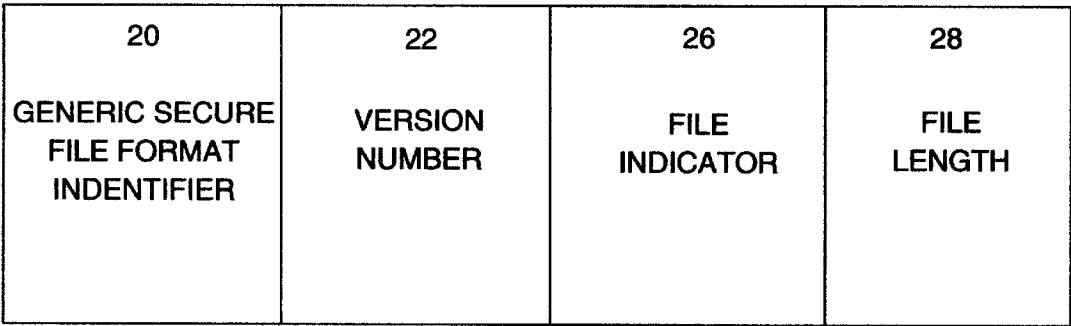 20
GENERIC SECURE
FILE FORMAT
INDENTIFIER
22
VERSION
NUMBER
26
FILE
INDICATOR
28
FILE
LENGTH